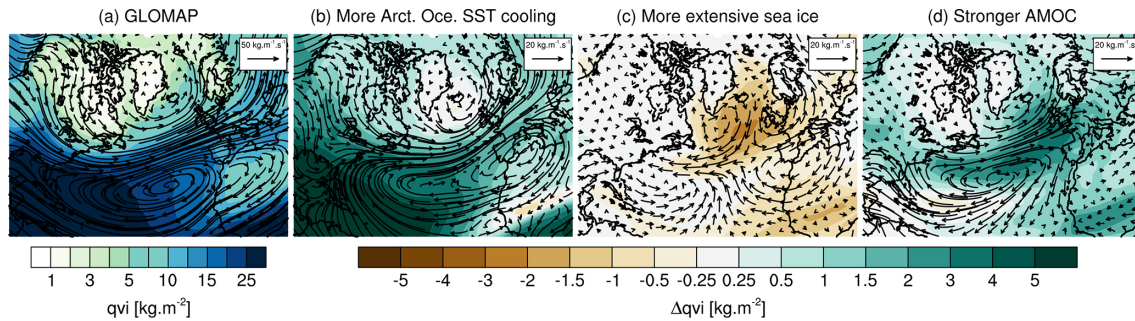 (a) GLOMAP
(b) More Arct. Oce. SST cooling
(c) More extensive sea ice
(d) Stronger AMOC
50 kg.m⁻¹.s⁻¹
20 kg.m⁻¹.s⁻¹
20 kg.m⁻¹.s⁻¹
20 kg.m⁻¹.s⁻¹
1 3 5 10 15 25
qvi [kg.m⁻²]
-5 -4 -3 -2 -1.5 -1 -0.5 -0.25 0.25 0.5 1 1.5 2 3 4 5
Δqvi [kg.m⁻²]